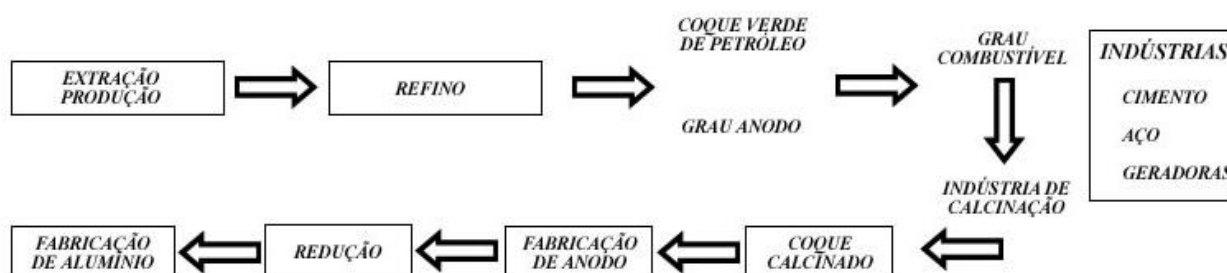 EXTRAÇÃO
PRODUÇÃO
REFINO
COQUE VERDE
DE PETRÓLEO
GRAU ANODO
GRAU
COMBUSTÍVEL
INDÚSTRIAS
CIMENTO
AÇO
GERADORAS
INDÚSTRIA DE
CALCINAÇÃO
COQUE
CALCINADO
FABRICAÇÃO
DE ANODO
REDUÇÃO
FABRICAÇÃO
DE ALUMÍNIO